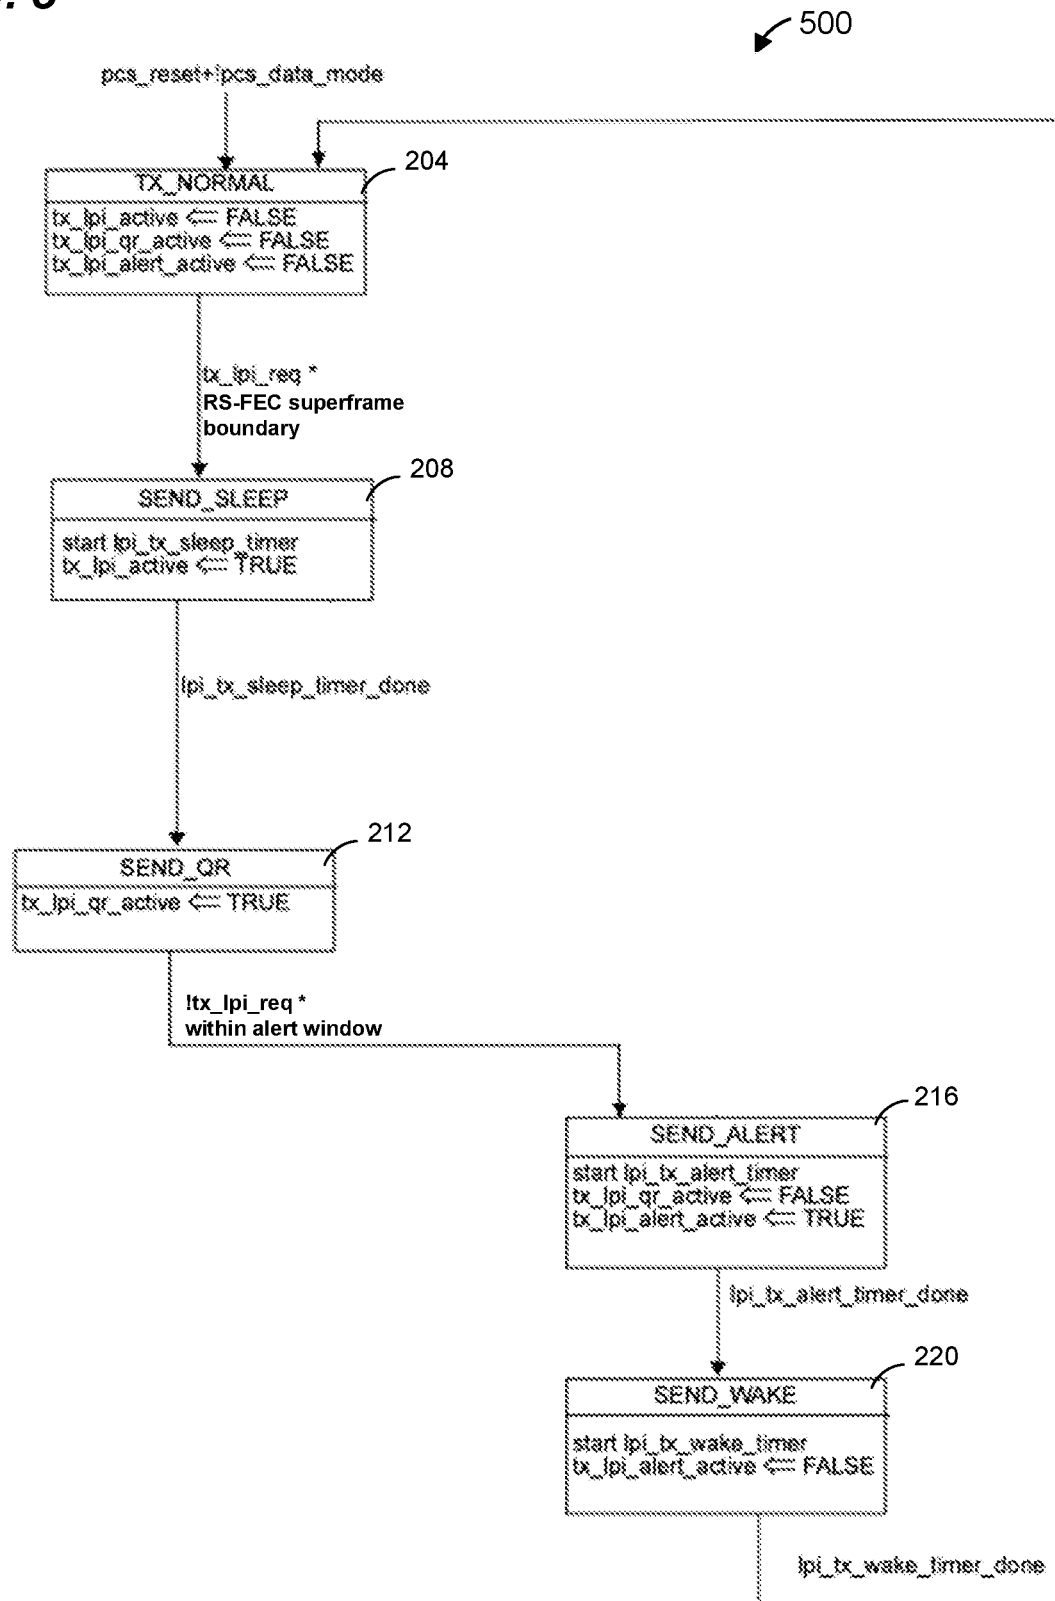 500
pcs_reset+!pcs_data_mode
204
TX_NORMAL
tx_lpi_active ⇐ FALSE
tx_lpi_qr_active ⇐ FALSE
tx_lpi_alert_active ⇐ FALSE
tx_lpi_req *
RS-FEC superframe
boundary
208
SEND_SLEEP
start lpi_tx_sleep_timer
tx_lpi_active ⇐ TRUE
lpi_tx_sleep_timer_done
212
SEND_QR
tx_lpi_qr_active ⇐ TRUE
!tx_lpi_req *
within alert window
216
SEND_ALERT
start lpi_tx_alert_timer
tx_lpi_qr_active ⇐ FALSE
tx_lpi_alert_active ⇐ TRUE
lpi_tx_alert_timer_done
220
SEND_WAKE
start lpi_tx_wake_timer
tx_lpi_alert_active ⇐ FALSE
lpi_tx_wake_timer_done